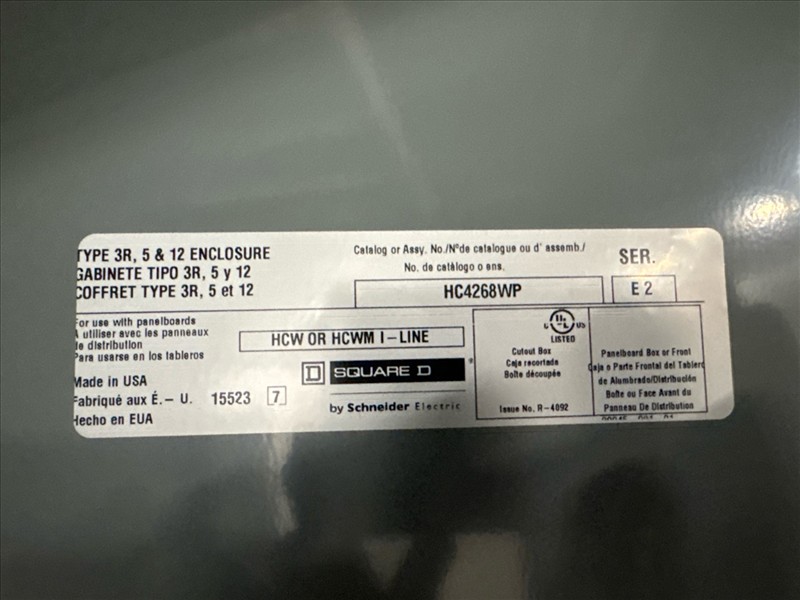 TYPE 3R, 5 & 12 ENCLOSURE
GABINETE TIPO 3R, 5 y 12
COFFRET TYPE 3R, 5 et 12
Catalog or Assy. No./Nºde catalogue ou d' assemb./
No. de catálogo o ens.
HC4268WP
SER.
E 2
For use with panelboards
A utiliser avec les panneaux
de distribution
Para usarse en los tableros
HCW OR HCWM I-LINE
Made in USA
Fabriqué aux É.- U.
Hecho en EUA
15523 7
D SQUARE D
by Schneider Electric
C UL US
LISTED
Cutout Box
Caja recortada
Boîte découpée
Issue No. R-4092
Panelboard Box or Front
Caja o Parte Frontal del Tablero
de Alumbrado/Distribución
Boîte ou Face Avant du
Panneau De Distribution